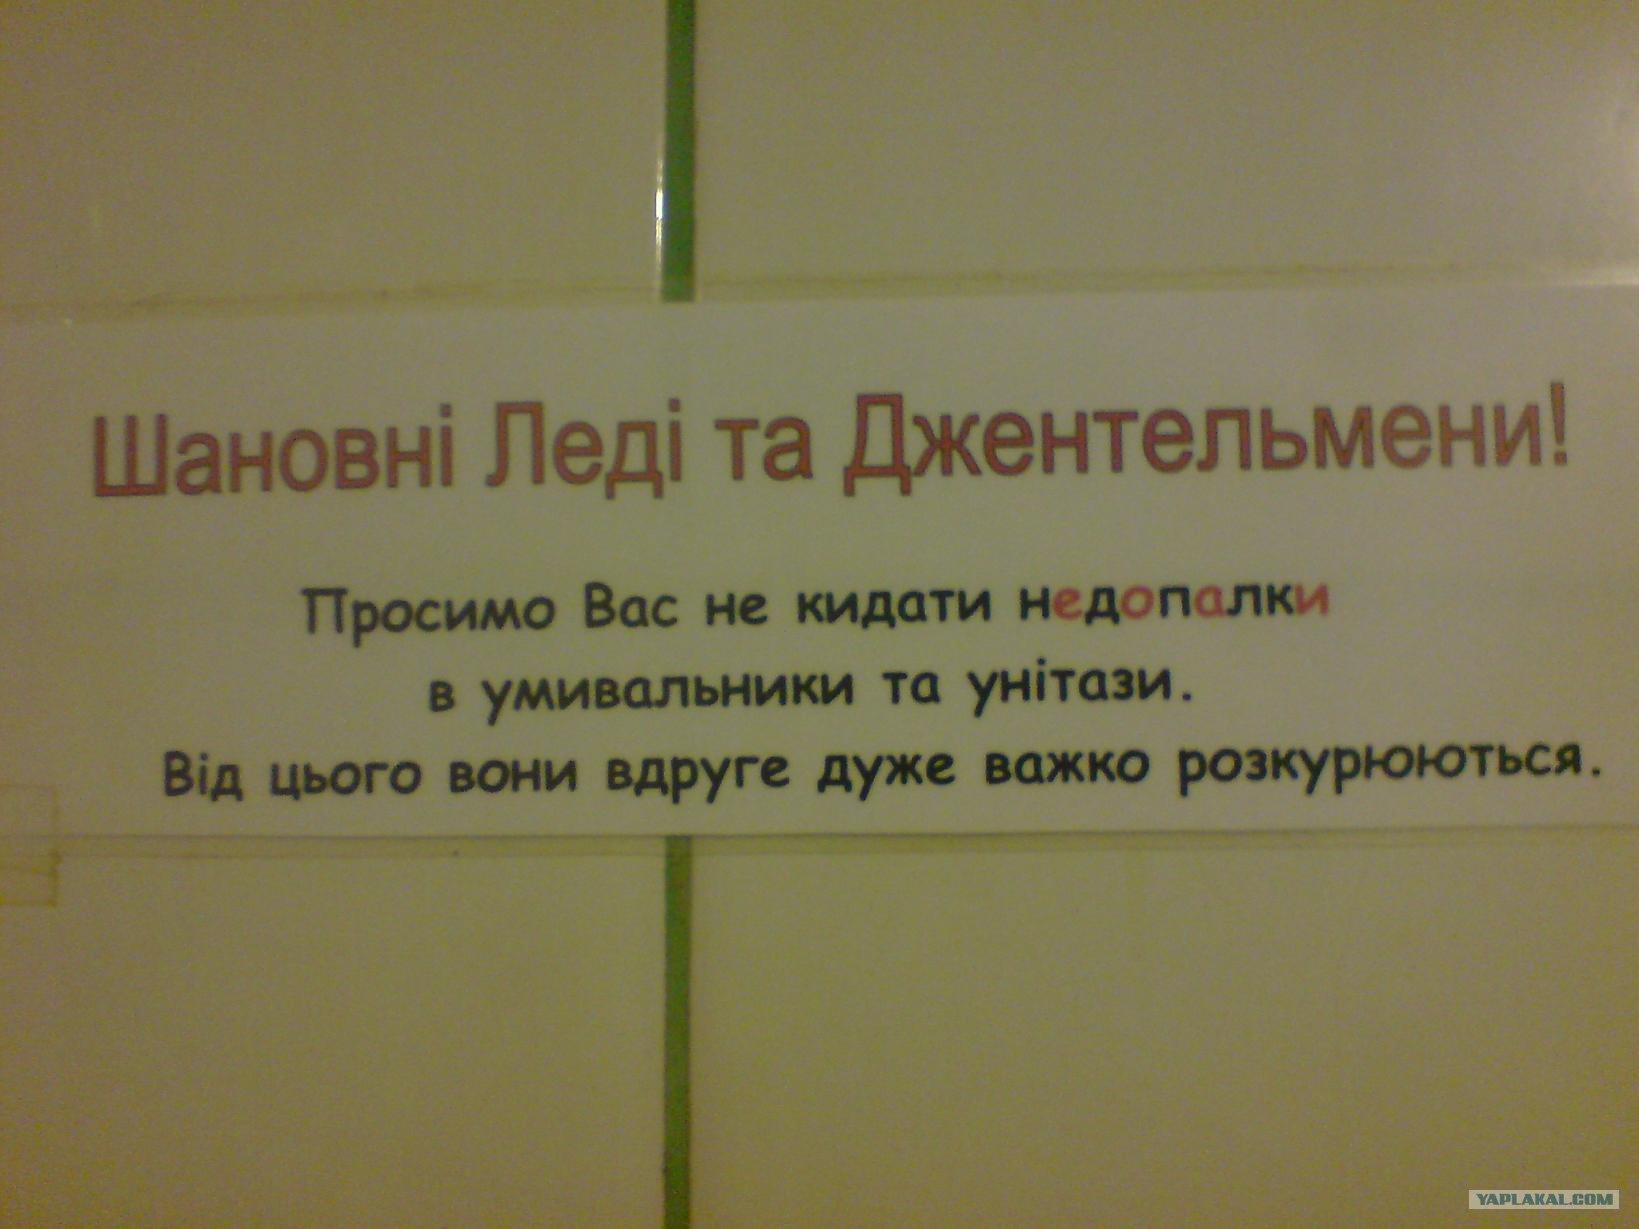 Шановні Леді та Джентельмени!
Просимо Вас не кидати недопалки
в умивальники та унітази.
Від цього вони вдруге дуже важко розкурюються.
YAPLAKAL.COM